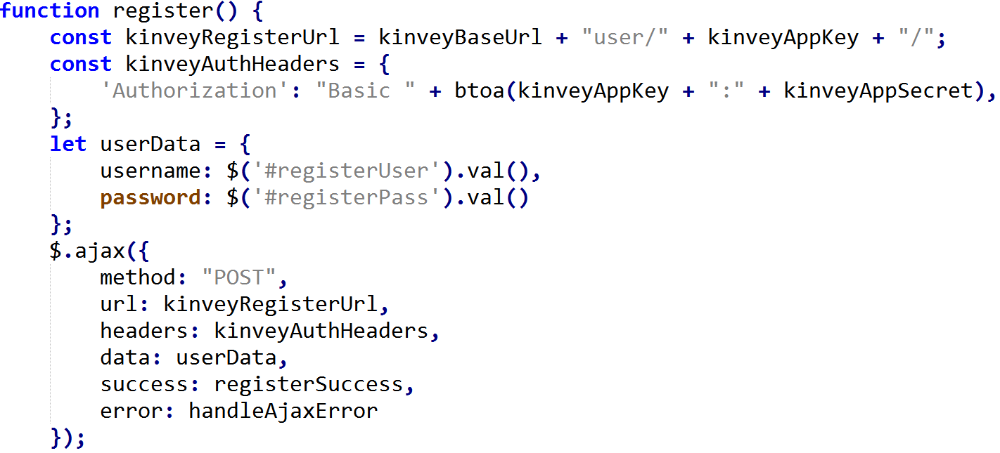 function register() {
    const kinveyRegisterUrl = kinveyBaseUrl + "user/" + kinveyAppKey + "/";
    const kinveyAuthHeaders = {
        'Authorization': "Basic " + btoa(kinveyAppKey + ":" + kinveyAppSecret),
    };
    let userData = {
        username: $('#registerUser').val(),
        password: $('#registerPass').val()
    };
    $.ajax({
        method: "POST",
        url: kinveyRegisterUrl,
        headers: kinveyAuthHeaders,
        data: userData,
        success: registerSuccess,
        error: handleAjaxError
    });